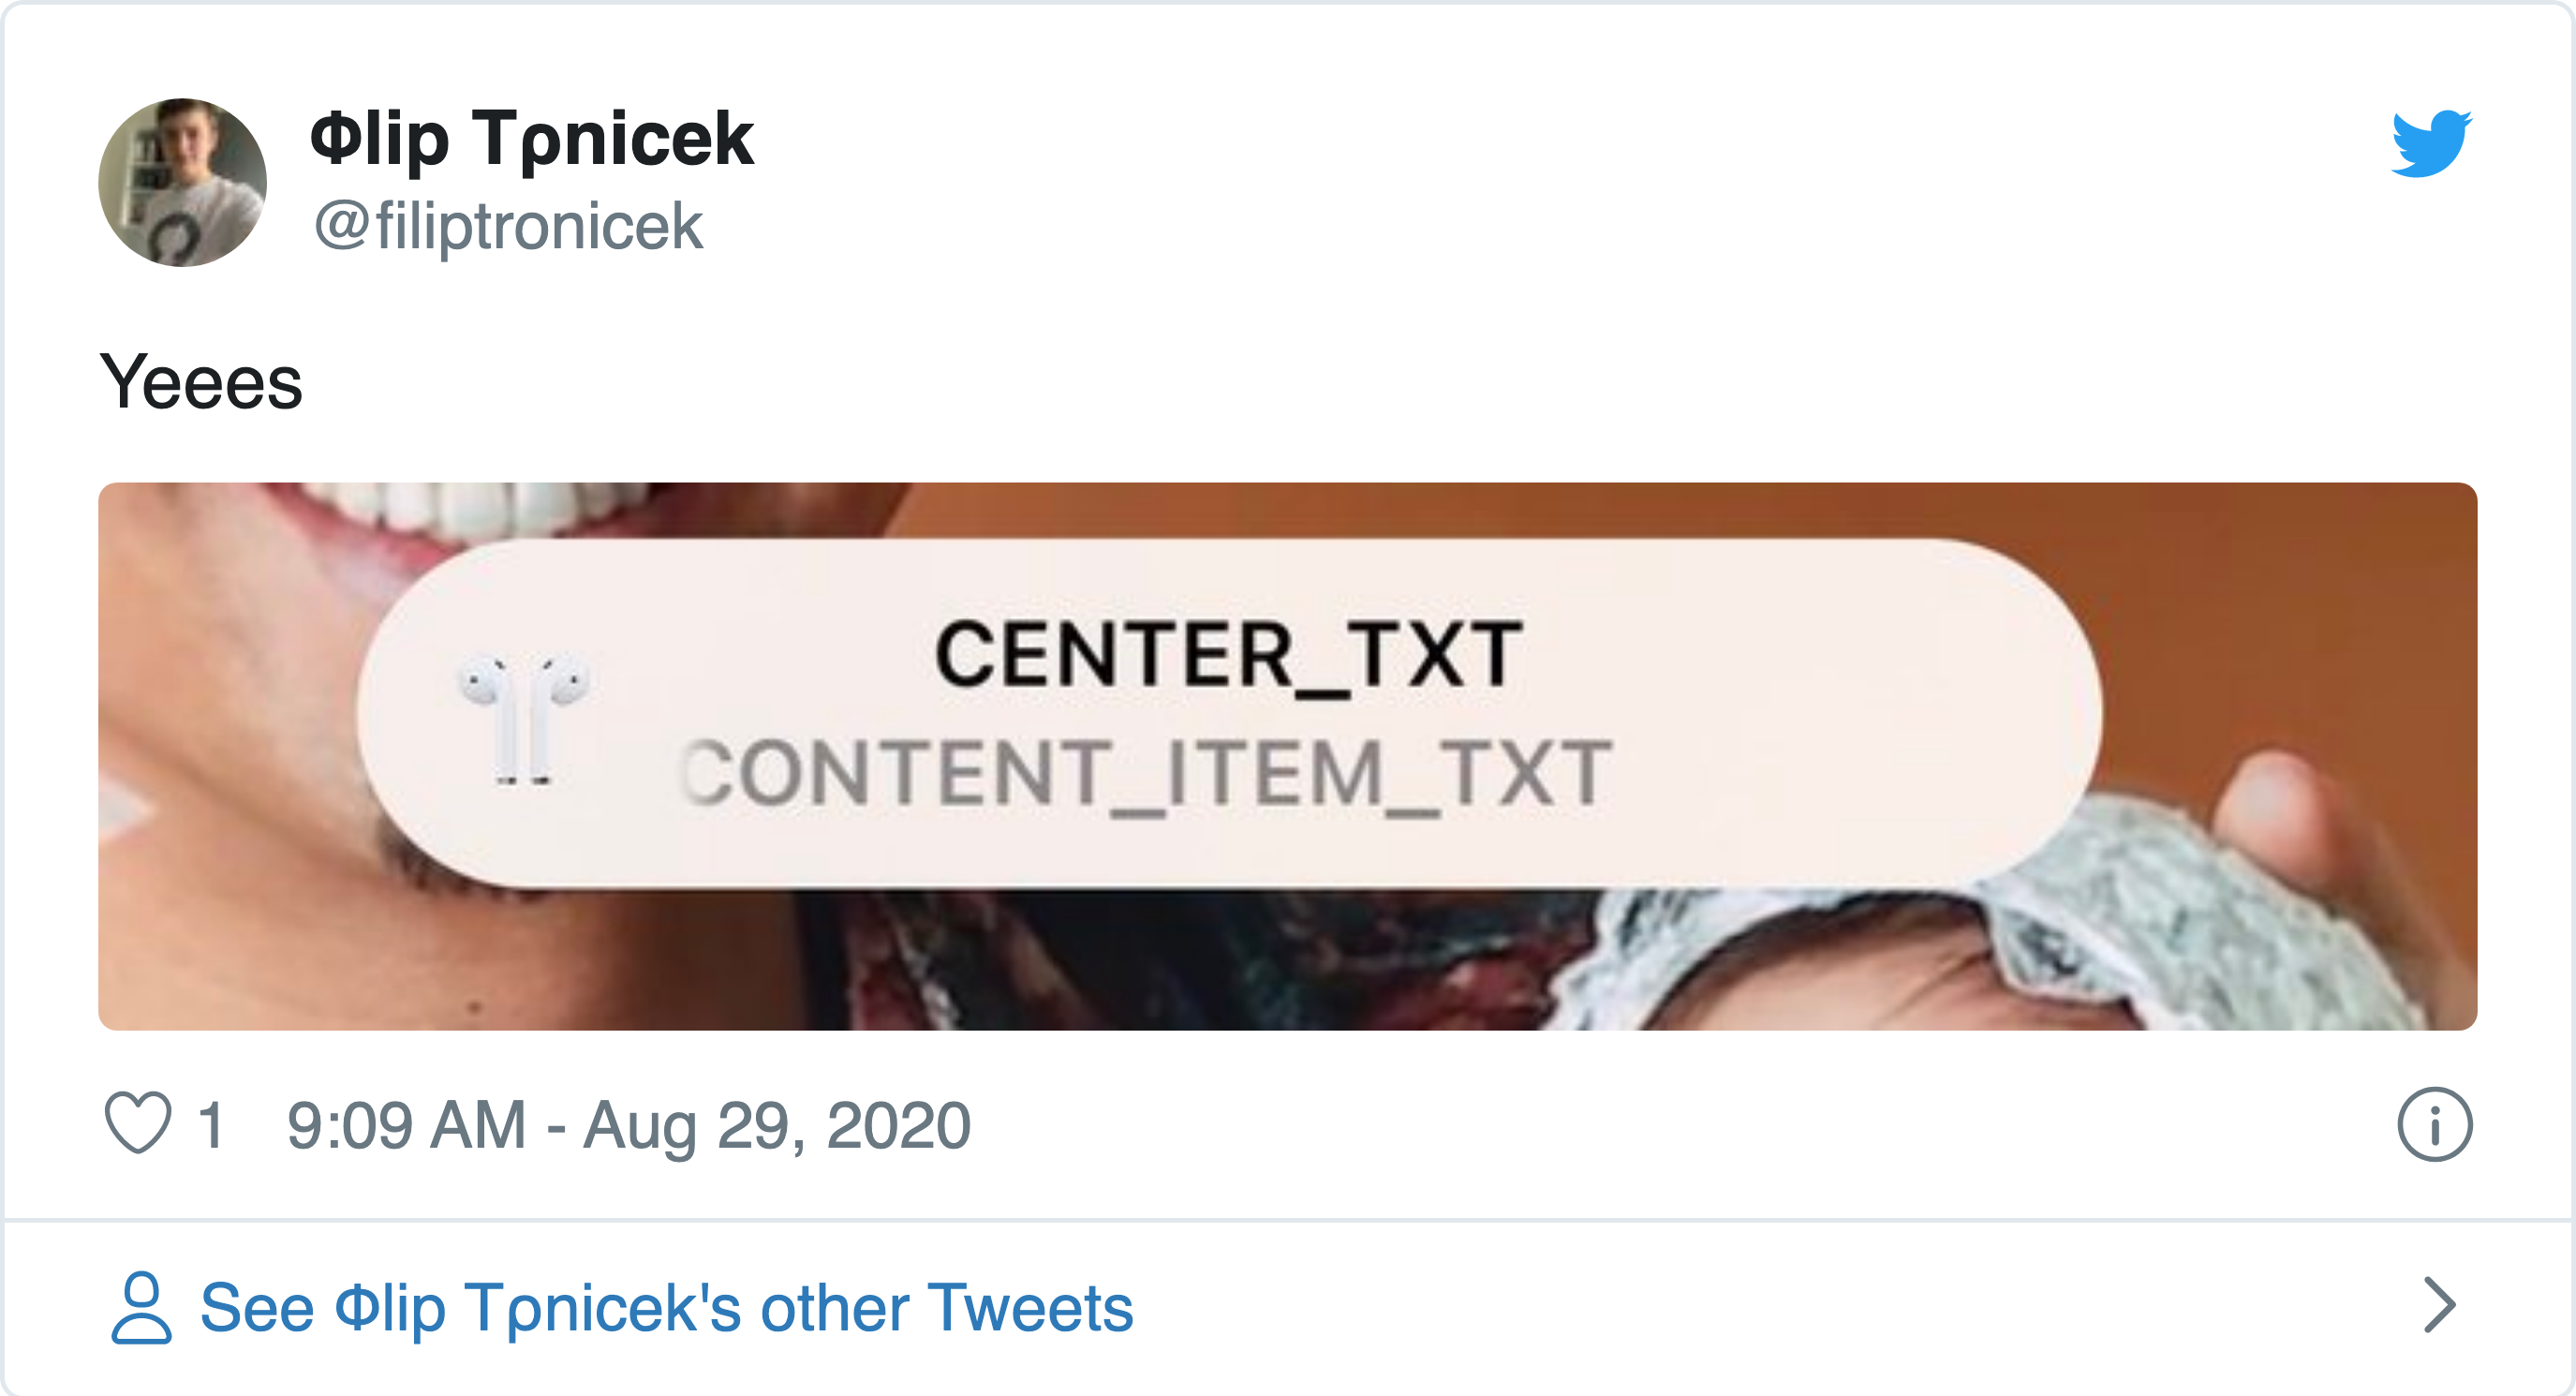 Φlip Tρnicek
@filiptronicek
Yeees
CENTER_TXT
CONTENT_ITEM_TXT
1 9:09 AM - Aug 29, 2020
See Φlip Tρnicek's other Tweets